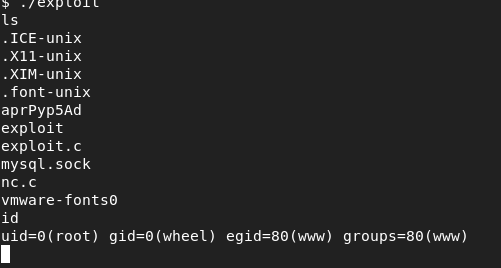 $ ./exploit
ls
.ICE-unix
.X11-unix
.XIM-unix
.font-unix
aprPyp5Ad
exploit
exploit.c
mysql.sock
nc.c
vmware-fonts0
id
uid=0(root) gid=0(wheel) egid=80(www) groups=80(www)